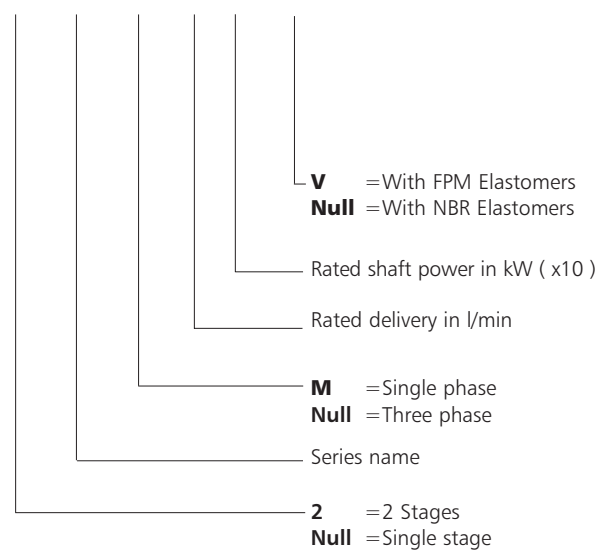 V =With FPM Elastomers
Null =With NBR Elastomers
Rated shaft power in kW ( x10 )
Rated delivery in l/min
M =Single phase
Null =Three phase
Series name
2 =2 Stages
Null =Single stage